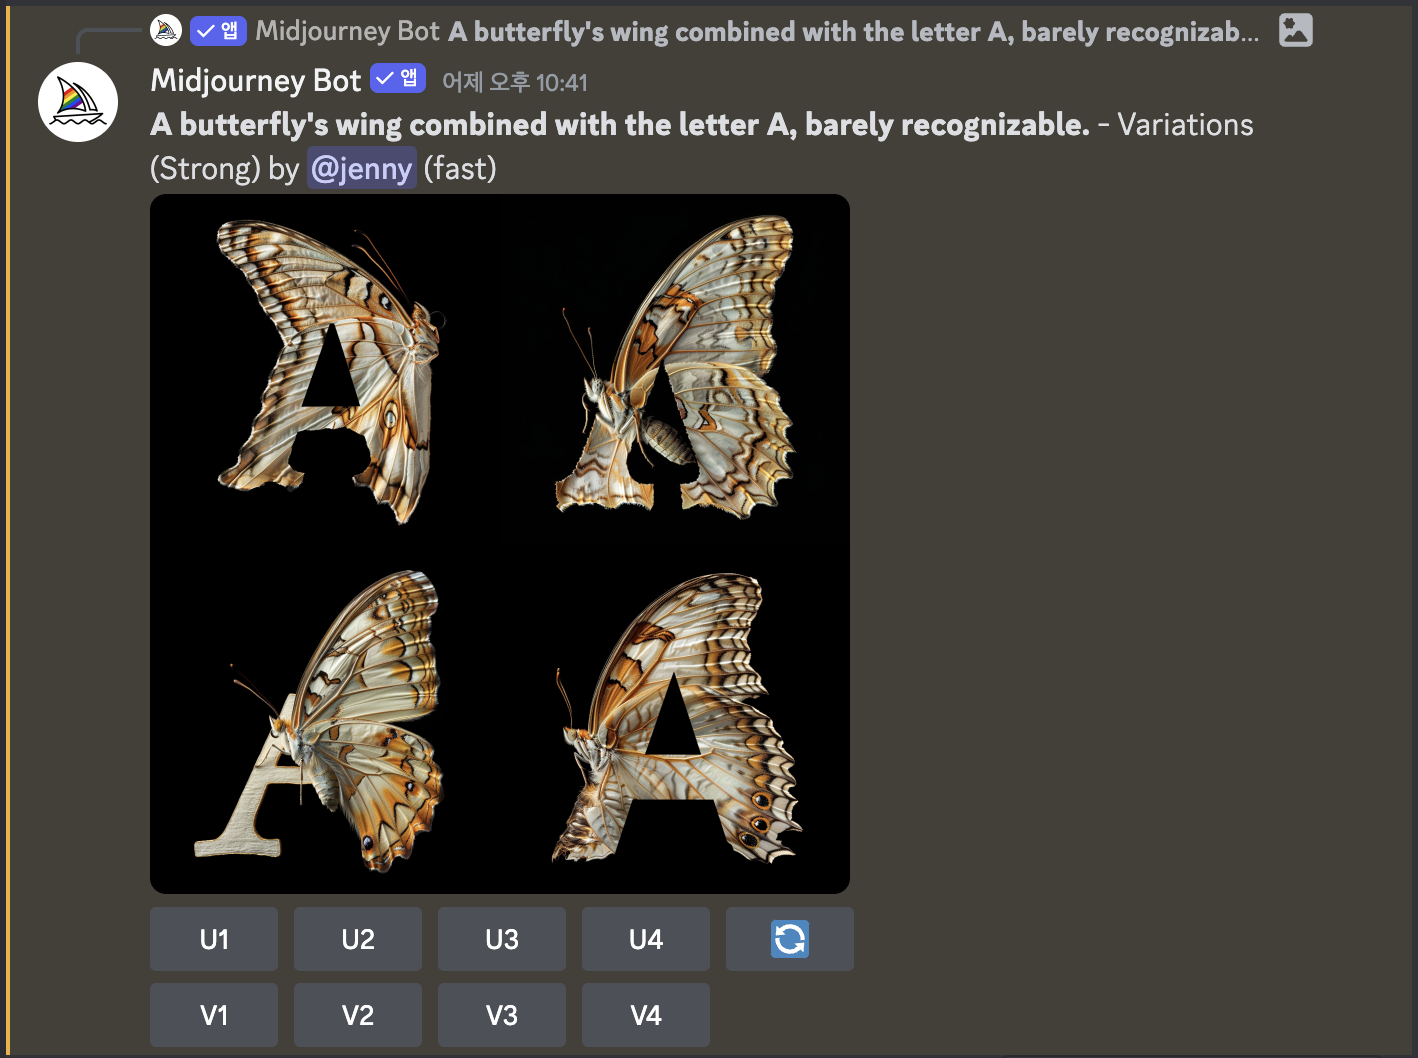 앱 Midjourney Bot A butterfly's wing combined with the letter A, barely recognizab...
Midjourney Bot 앱 어제 오후 10:41
A butterfly's wing combined with the letter A, barely recognizable. - Variations
(Strong) by @jenny (fast)
A
A
A
A
U1 U2 U3 U4
V1 V2 V3 V4